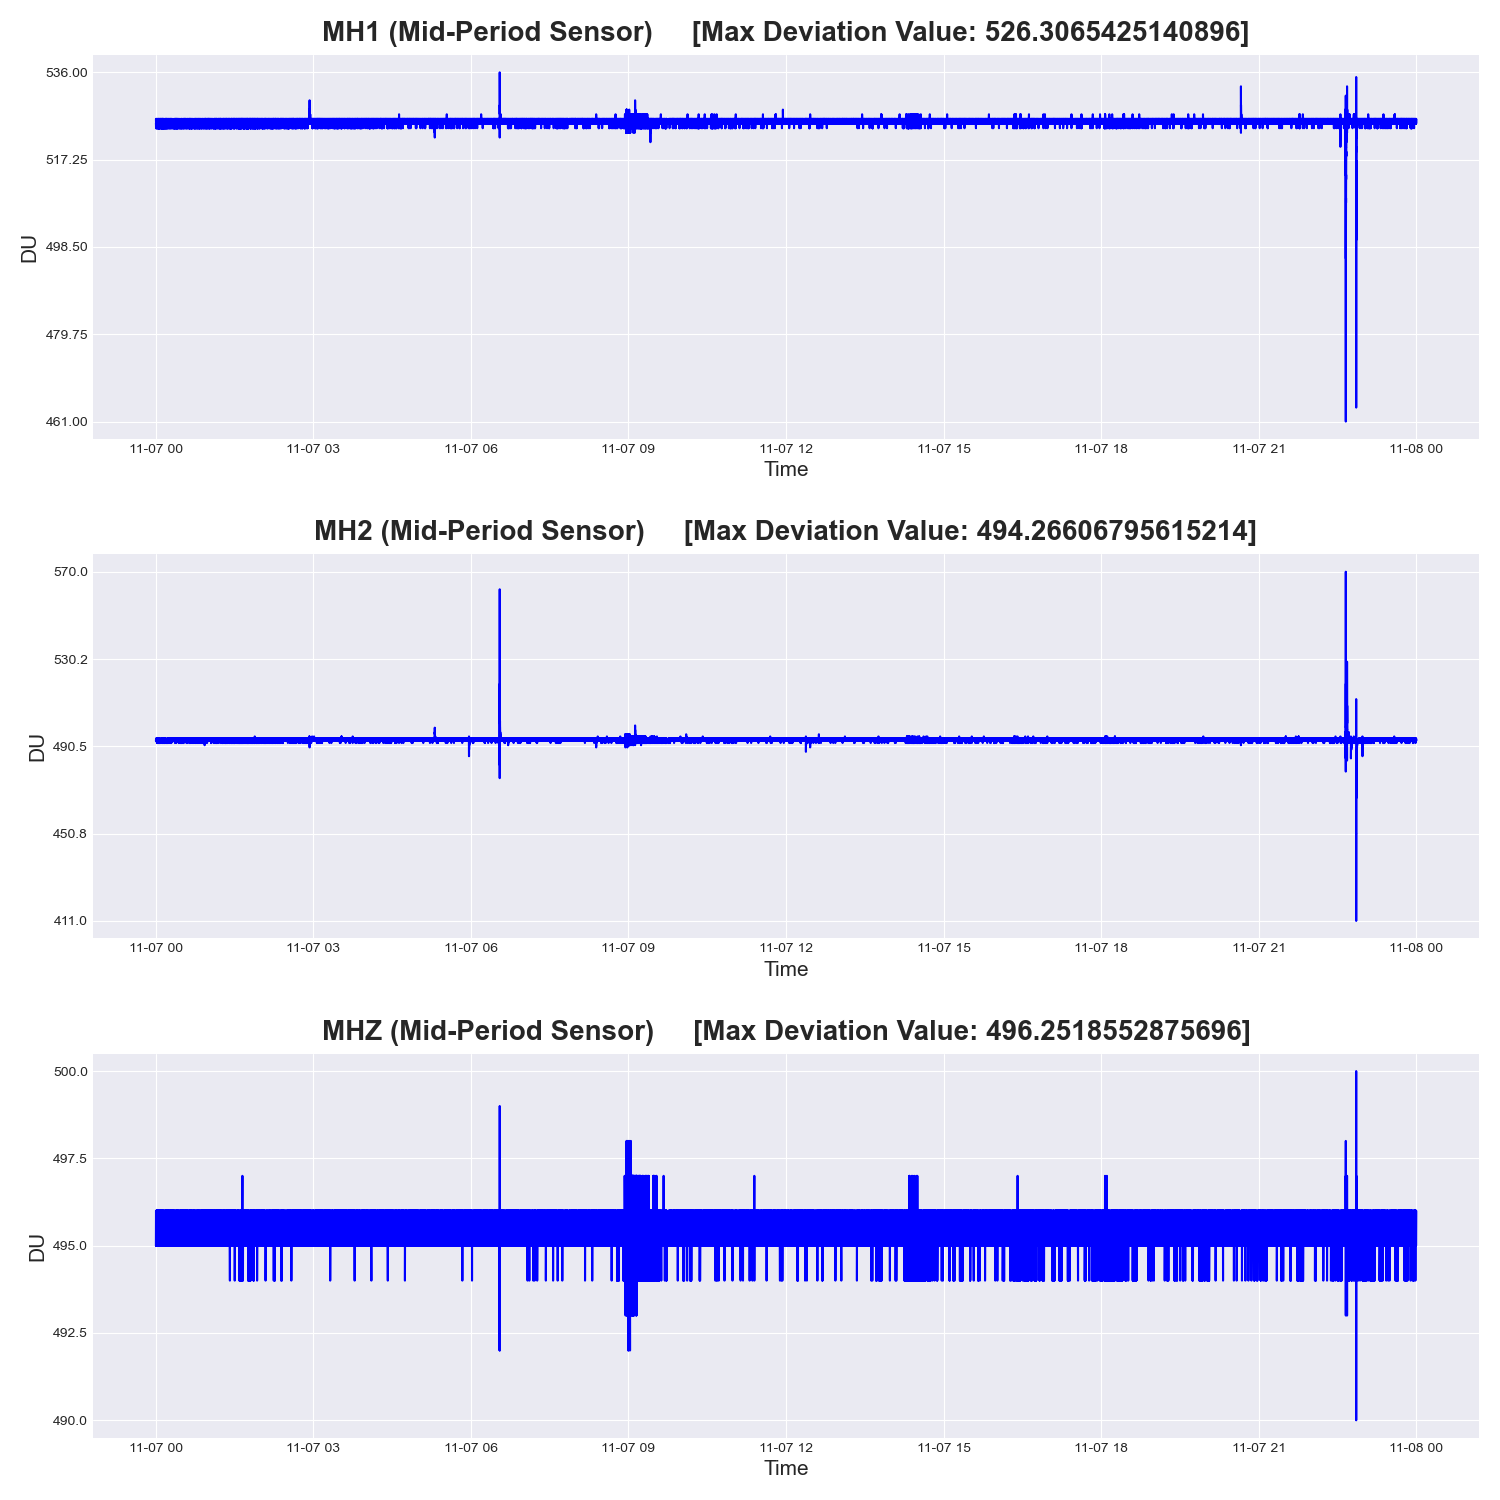 MH1 (Mid-Period Sensor) [Max Deviation Value: 526.3065425140896]
536.00
517.25
498.50
479.75
461.00
DU
11-07 00 11-07 03 11-07 06 11-07 09 11-07 12 11-07 15 11-07 18 11-07 21 11-08 00
Time
MH2 (Mid-Period Sensor) [Max Deviation Value: 494.26606795615214]
570.0
530.2
490.5
450.8
411.0
DU
11-07 00 11-07 03 11-07 06 11-07 09 11-07 12 11-07 15 11-07 18 11-07 21 11-08 00
Time
MHZ (Mid-Period Sensor) [Max Deviation Value: 496.2518552875696]
500.0
497.5
495.0
492.5
490.0
DU
11-07 00 11-07 03 11-07 06 11-07 09 11-07 12 11-07 15 11-07 18 11-07 21 11-08 00
Time